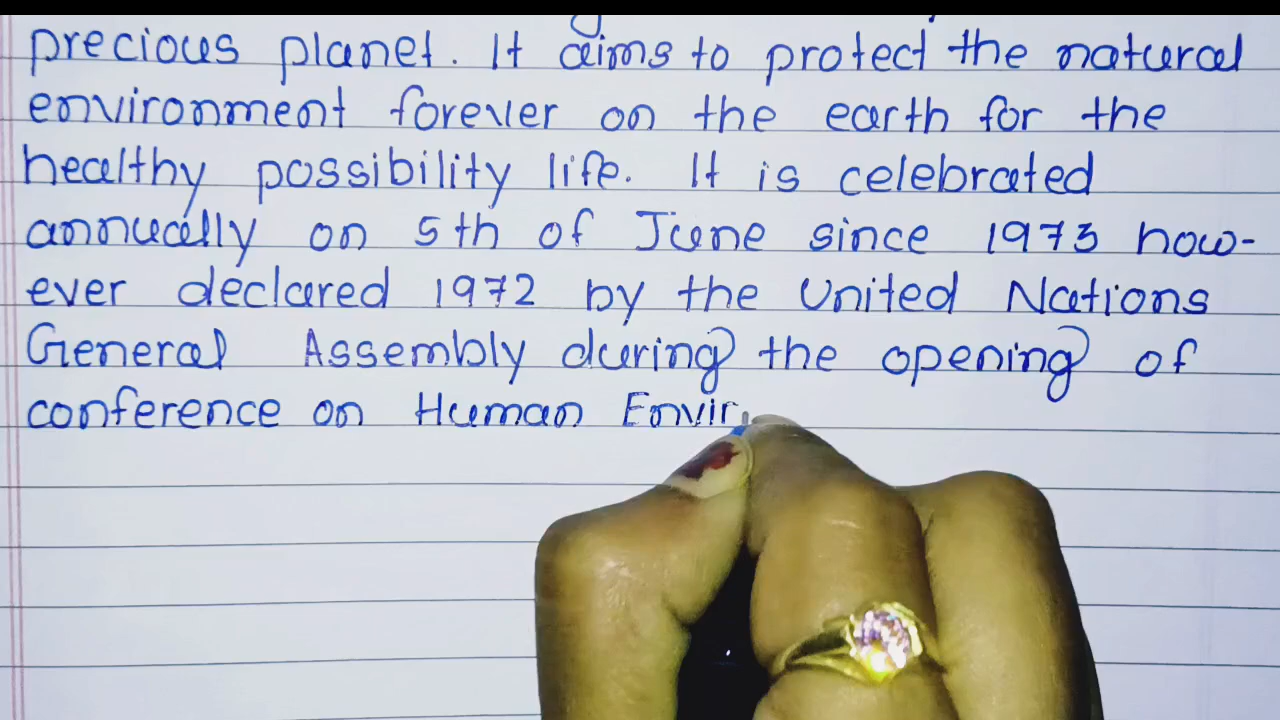 precious planet. It aims to protect the natural
environment forever on the earth for the
healthy possibility life. It is celebrated
annually on 5th of June since 1973 how-
ever declared 1972 by the United Nations
General Assembly during the opening of
conference on Human Envir